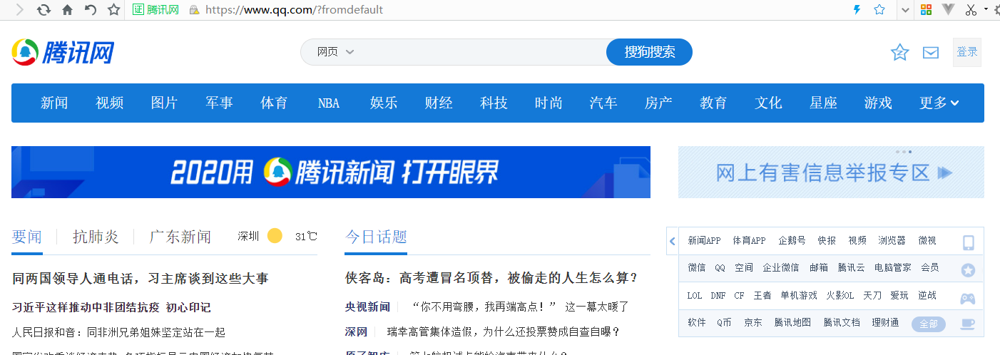 证 腾讯网 https://www.qq.com/?fromdefault
腾讯网 网页 搜狗搜索 登录
新闻 视频 图片 军事 体育 NBA 娱乐 财经 科技 时尚 汽车 房产 教育 文化 星座 游戏 更多
2020用 腾讯新闻 打开眼界
网上有害信息举报专区
要闻 抗肺炎 广东新闻 深圳 31℃
同两国领导人通电话，习主席谈到这些大事
习近平这样推动中非团结抗疫 初心印记
人民日报和音：同非洲兄弟姐妹坚定站在一起
今日话题
侠客岛：高考遭冒名顶替，被偷走的人生怎么算？
央视新闻 “你不用弯腰，我再端高点！” 这一幕太暖了
深网 瑞幸高管集体造假，为什么还投票赞成自查自曝？
新闻APP 体育APP 企鹅号 快报 视频 浏览器 微视
微信 QQ 空间 企业微信 邮箱 腾讯云 电脑管家 会员
LOL DNF CF 王者 单机游戏 火影OL 天刀 爱玩 逆战
软件 Q币 京东 腾讯地图 腾讯文档 理财通 全部